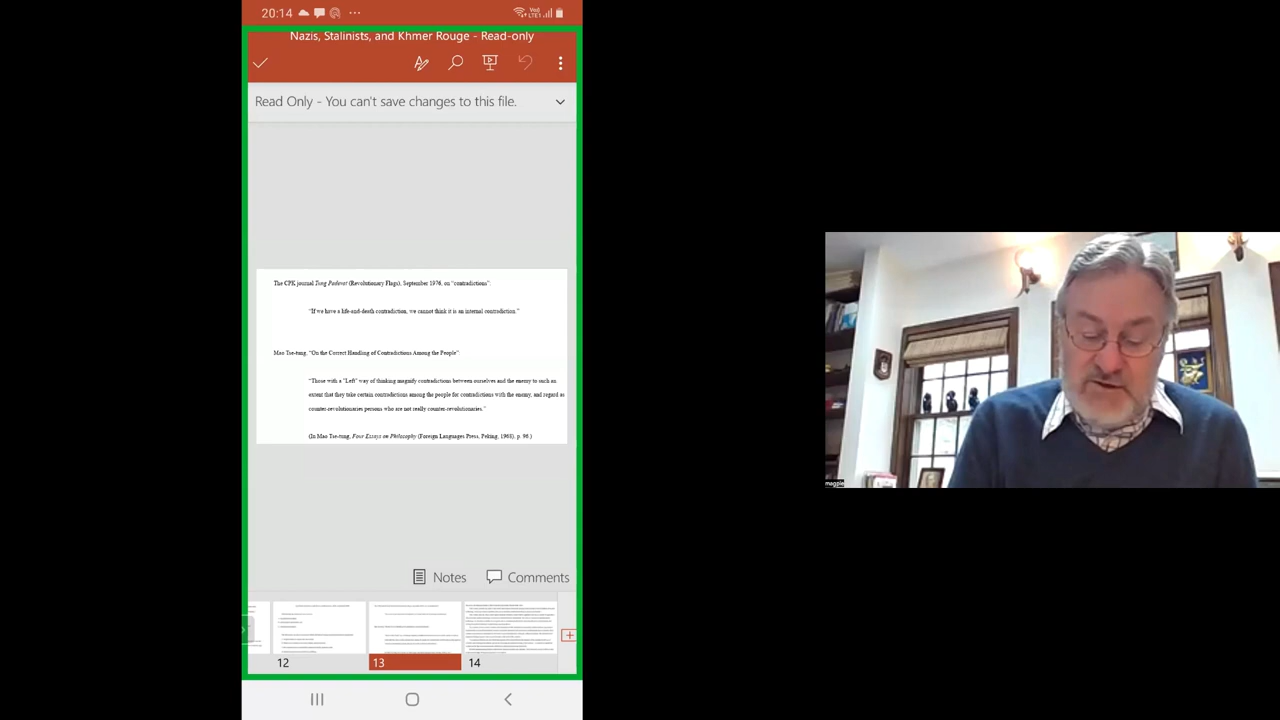 20:14
Nazis, Stalinists, and Khmer Rouge - Read-only
Read Only - You can't save changes to this file.
The CPK journal Tung Padevat (Revolutionary Flags), September 1976, on "contradictions":
"If we have a life-and-death contradiction, we cannot think it is an internal contradiction."
Mao Tse-tung, "On the Correct Handling of Contradictions Among the People":
"Those with a "Left" way of thinking magnify contradictions between ourselves and the enemy to such an
extent that they take certain contradictions among the people for contradictions with the enemy, and regard as
counter-revolutionaries persons who are not really counter-revolutionaries."
(In Mao Tse-tung, Four Essays on Philosophy (Foreign Languages Press, Peking, 1968), p. 96.)
Notes
Comments
12
13
14
magpie